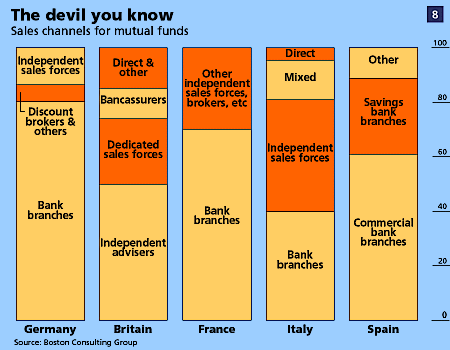 The devil you know
8
Sales channels for mutual funds
Independent
sales forces
Discount
brokers &
others
Bank
branches
Germany
Direct &
other
Bancassurers
Dedicated
sales forces
Independent
advisers
Britain
Other
independent
sales forces,
brokers, etc
Bank
branches
France
Direct
Mixed
Independent
sales forces
Bank
branches
Italy
Other
Savings
bank
branches
Commercial
bank
branches
Spain
100
80
60
40
20
0
Source: Boston Consulting Group